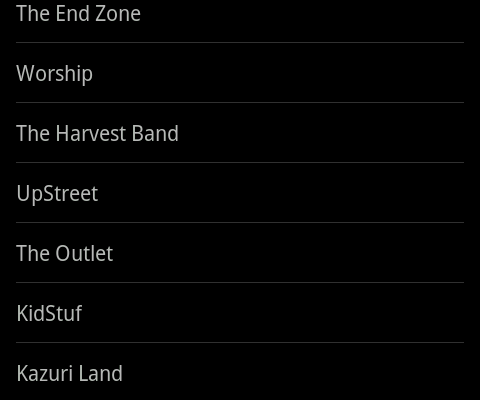 The End Zone
Worship
The Harvest Band
UpStreet
The Outlet
KidStuf
Kazuri Land